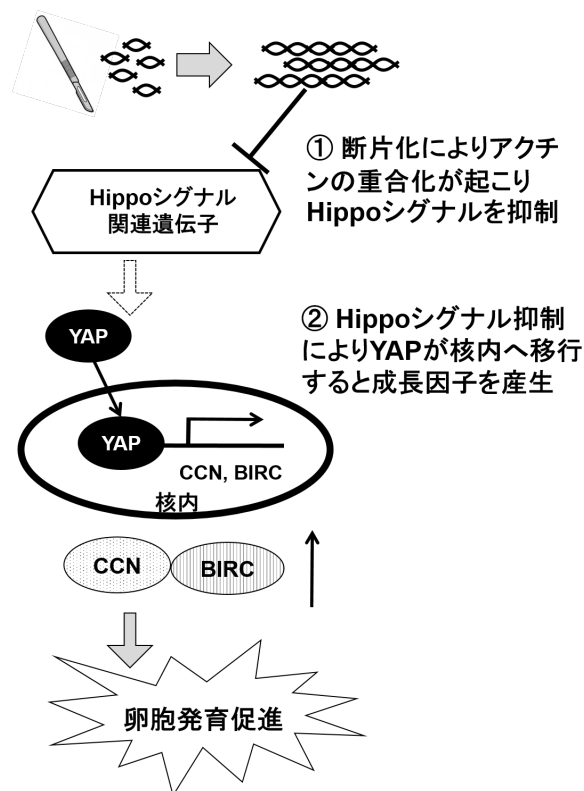 ① 断片化によりアクチ
ンの重合化が起こり
Hippoシグナルを抑制
Hippoシグナル
関連遺伝子
② Hippoシグナル抑制
によりYAPが核内へ移行
すると成長因子を産生
YAP
YAP
CCN, BIRC
核内
CCN
BIRC
卵胞発育促進